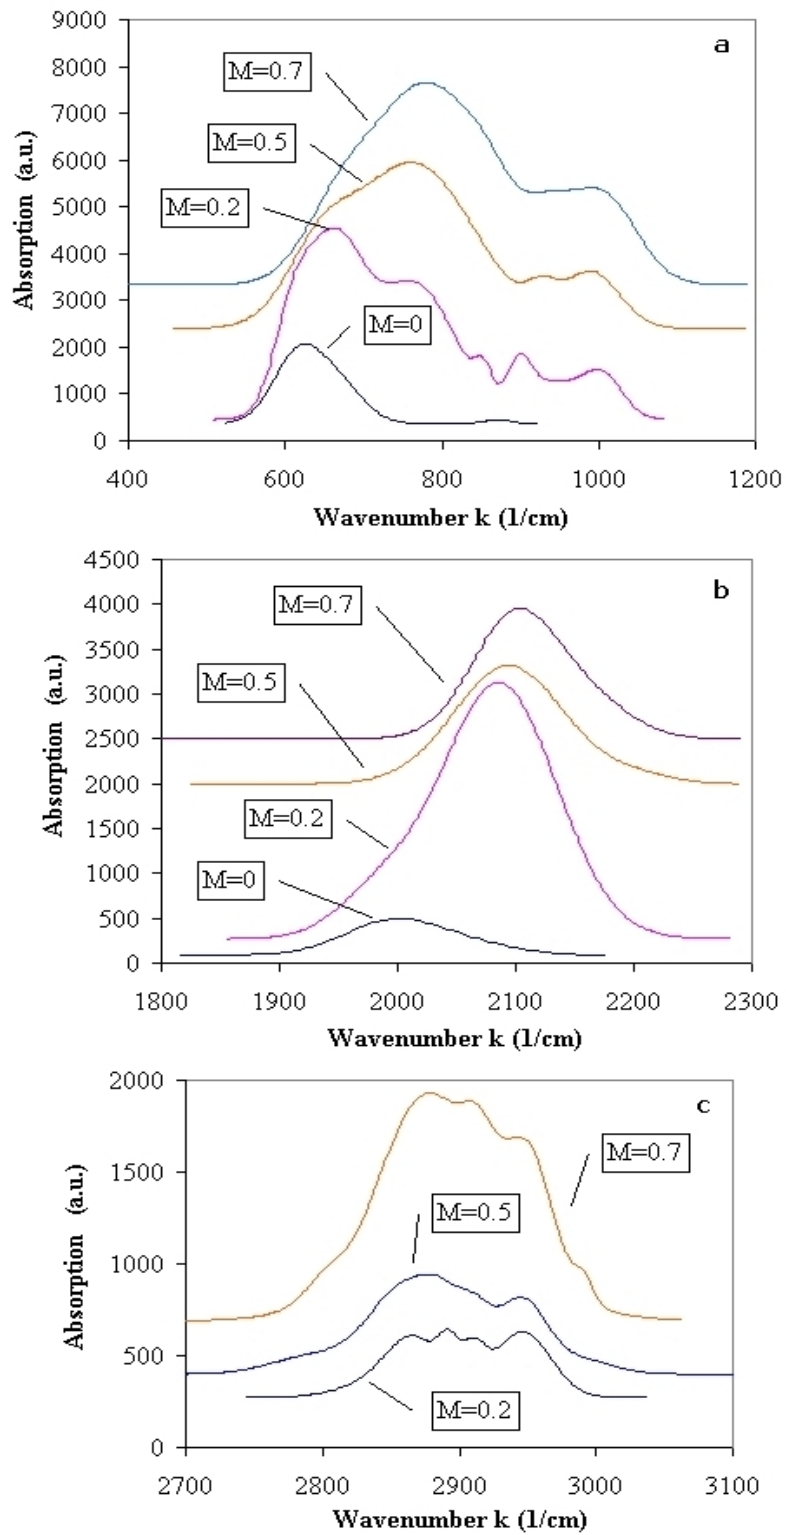 9000
a
8000
M=0.7
7000
M=0.5
6000
M=0.2
5000
4000
3000
M=0
2000
1000
0
Absorption (a.u.)
400 600 800 1000 1200
Wavenumber k (1/cm)
4500
b
4000
M=0.7
3500
M=0.5
3000
2500
2000
M=0.2
1500
1000
M=0
500
0
Absorption (a.u.)
1800 1900 2000 2100 2200 2300
Wavenumber k (1/cm)
2000
c
M=0.7
1500
M=0.5
1000
500
M=0.2
0
Absorption (a.u.)
2700 2800 2900 3000 3100
Wavenumber k (1/cm)